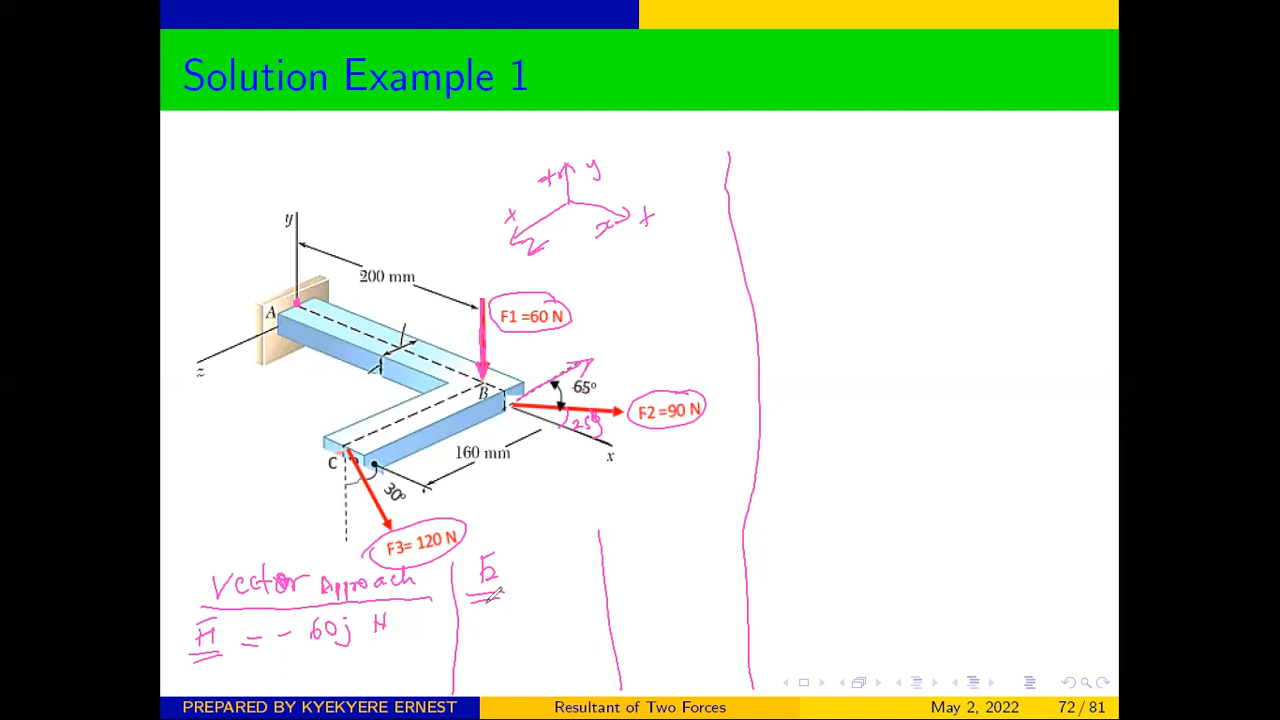 Solution Example 1
+ y
+ z
x +
y
200 mm
A
F1 =60 N
z
B
65°
F2 =90 N
25°
x
160 mm
C
30°
F3= 120 N
Vector Approach
F1 = - 60j N
F2
PREPARED BY KYEKYERE ERNEST
Resultant of Two Forces
May 2, 2022
72 / 81